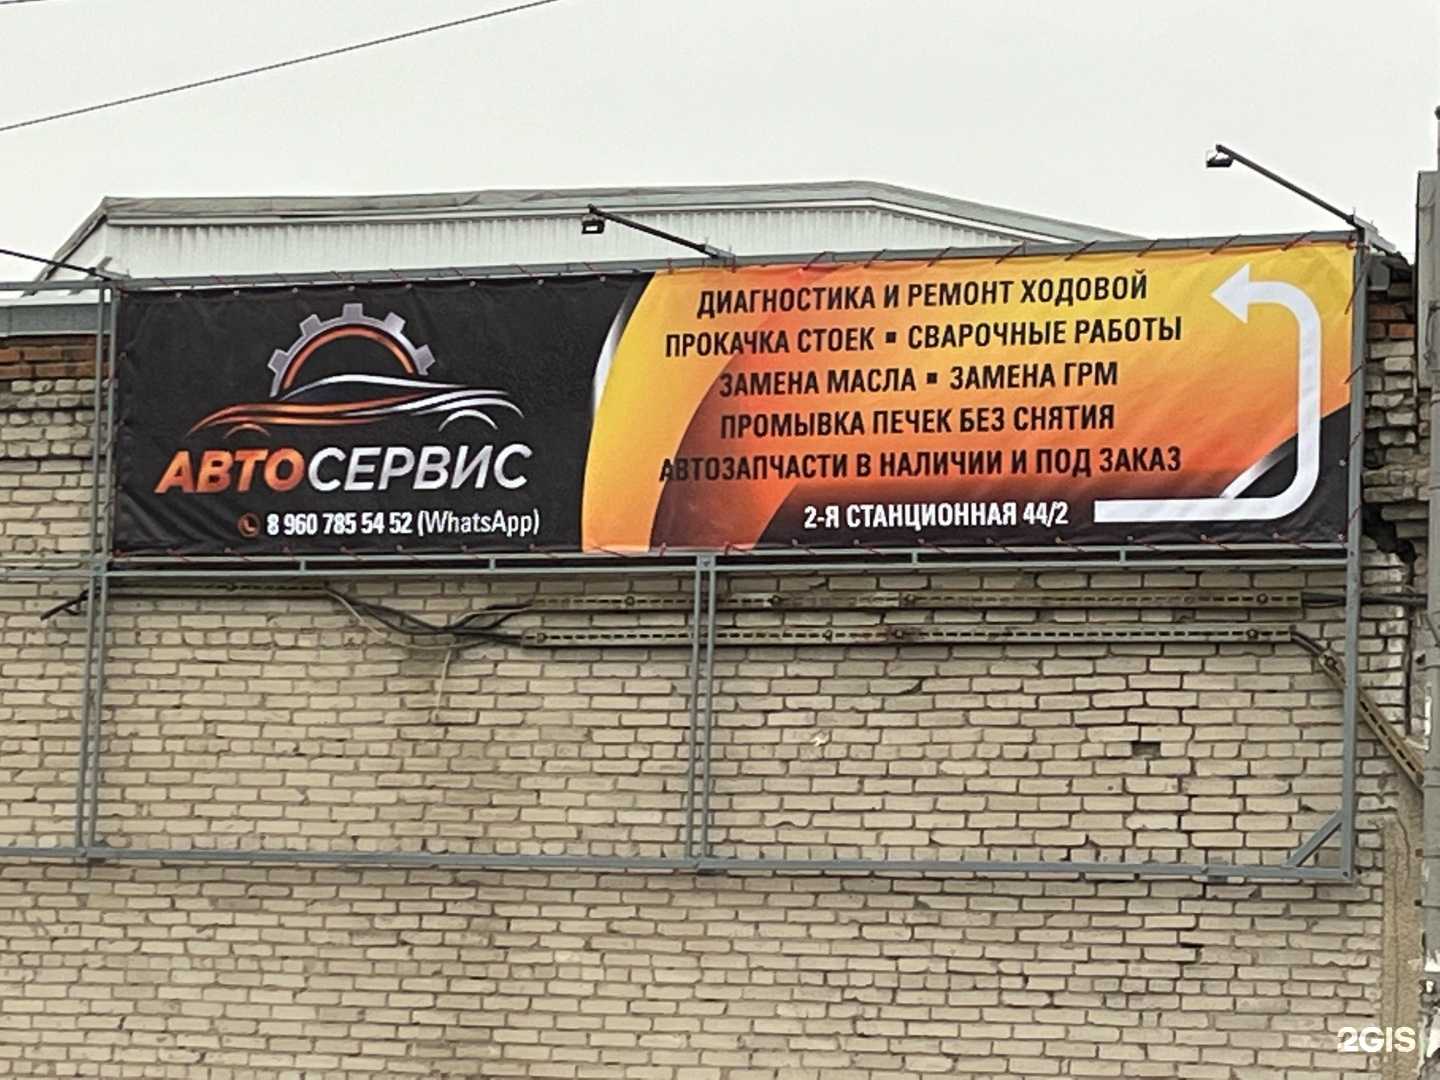 АВТОСЕРВИС
8 960 785 54 52 (WhatsApp)
ДИАГНОСТИКА И РЕМОНТ ХОДОВОЙ
ПРОКАЧКА СТОЕК ▪ СВАРОЧНЫЕ РАБОТЫ
ЗАМЕНА МАСЛА ▪ ЗАМЕНА ГРМ
ПРОМЫВКА ПЕЧЕК БЕЗ СНЯТИЯ
АВТОЗАПЧАСТИ В НАЛИЧИИ И ПОД ЗАКАЗ
2-Я СТАНЦИОННАЯ 44/2
2GIS